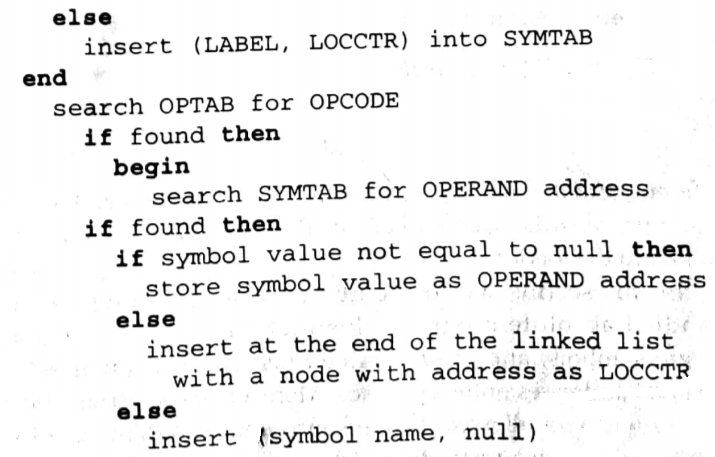 else
insert (LABEL, LOCCTR) into SYMTAB
end
search OPTAB for OPCODE
if found then
begin
search SYMTAB for OPERAND address
if found then
if symbol value not equal to null then
store symbol value as OPERAND address
else
insert at the end of the linked list
with a node with address as LOCCTR
else
insert (symbol name, null)